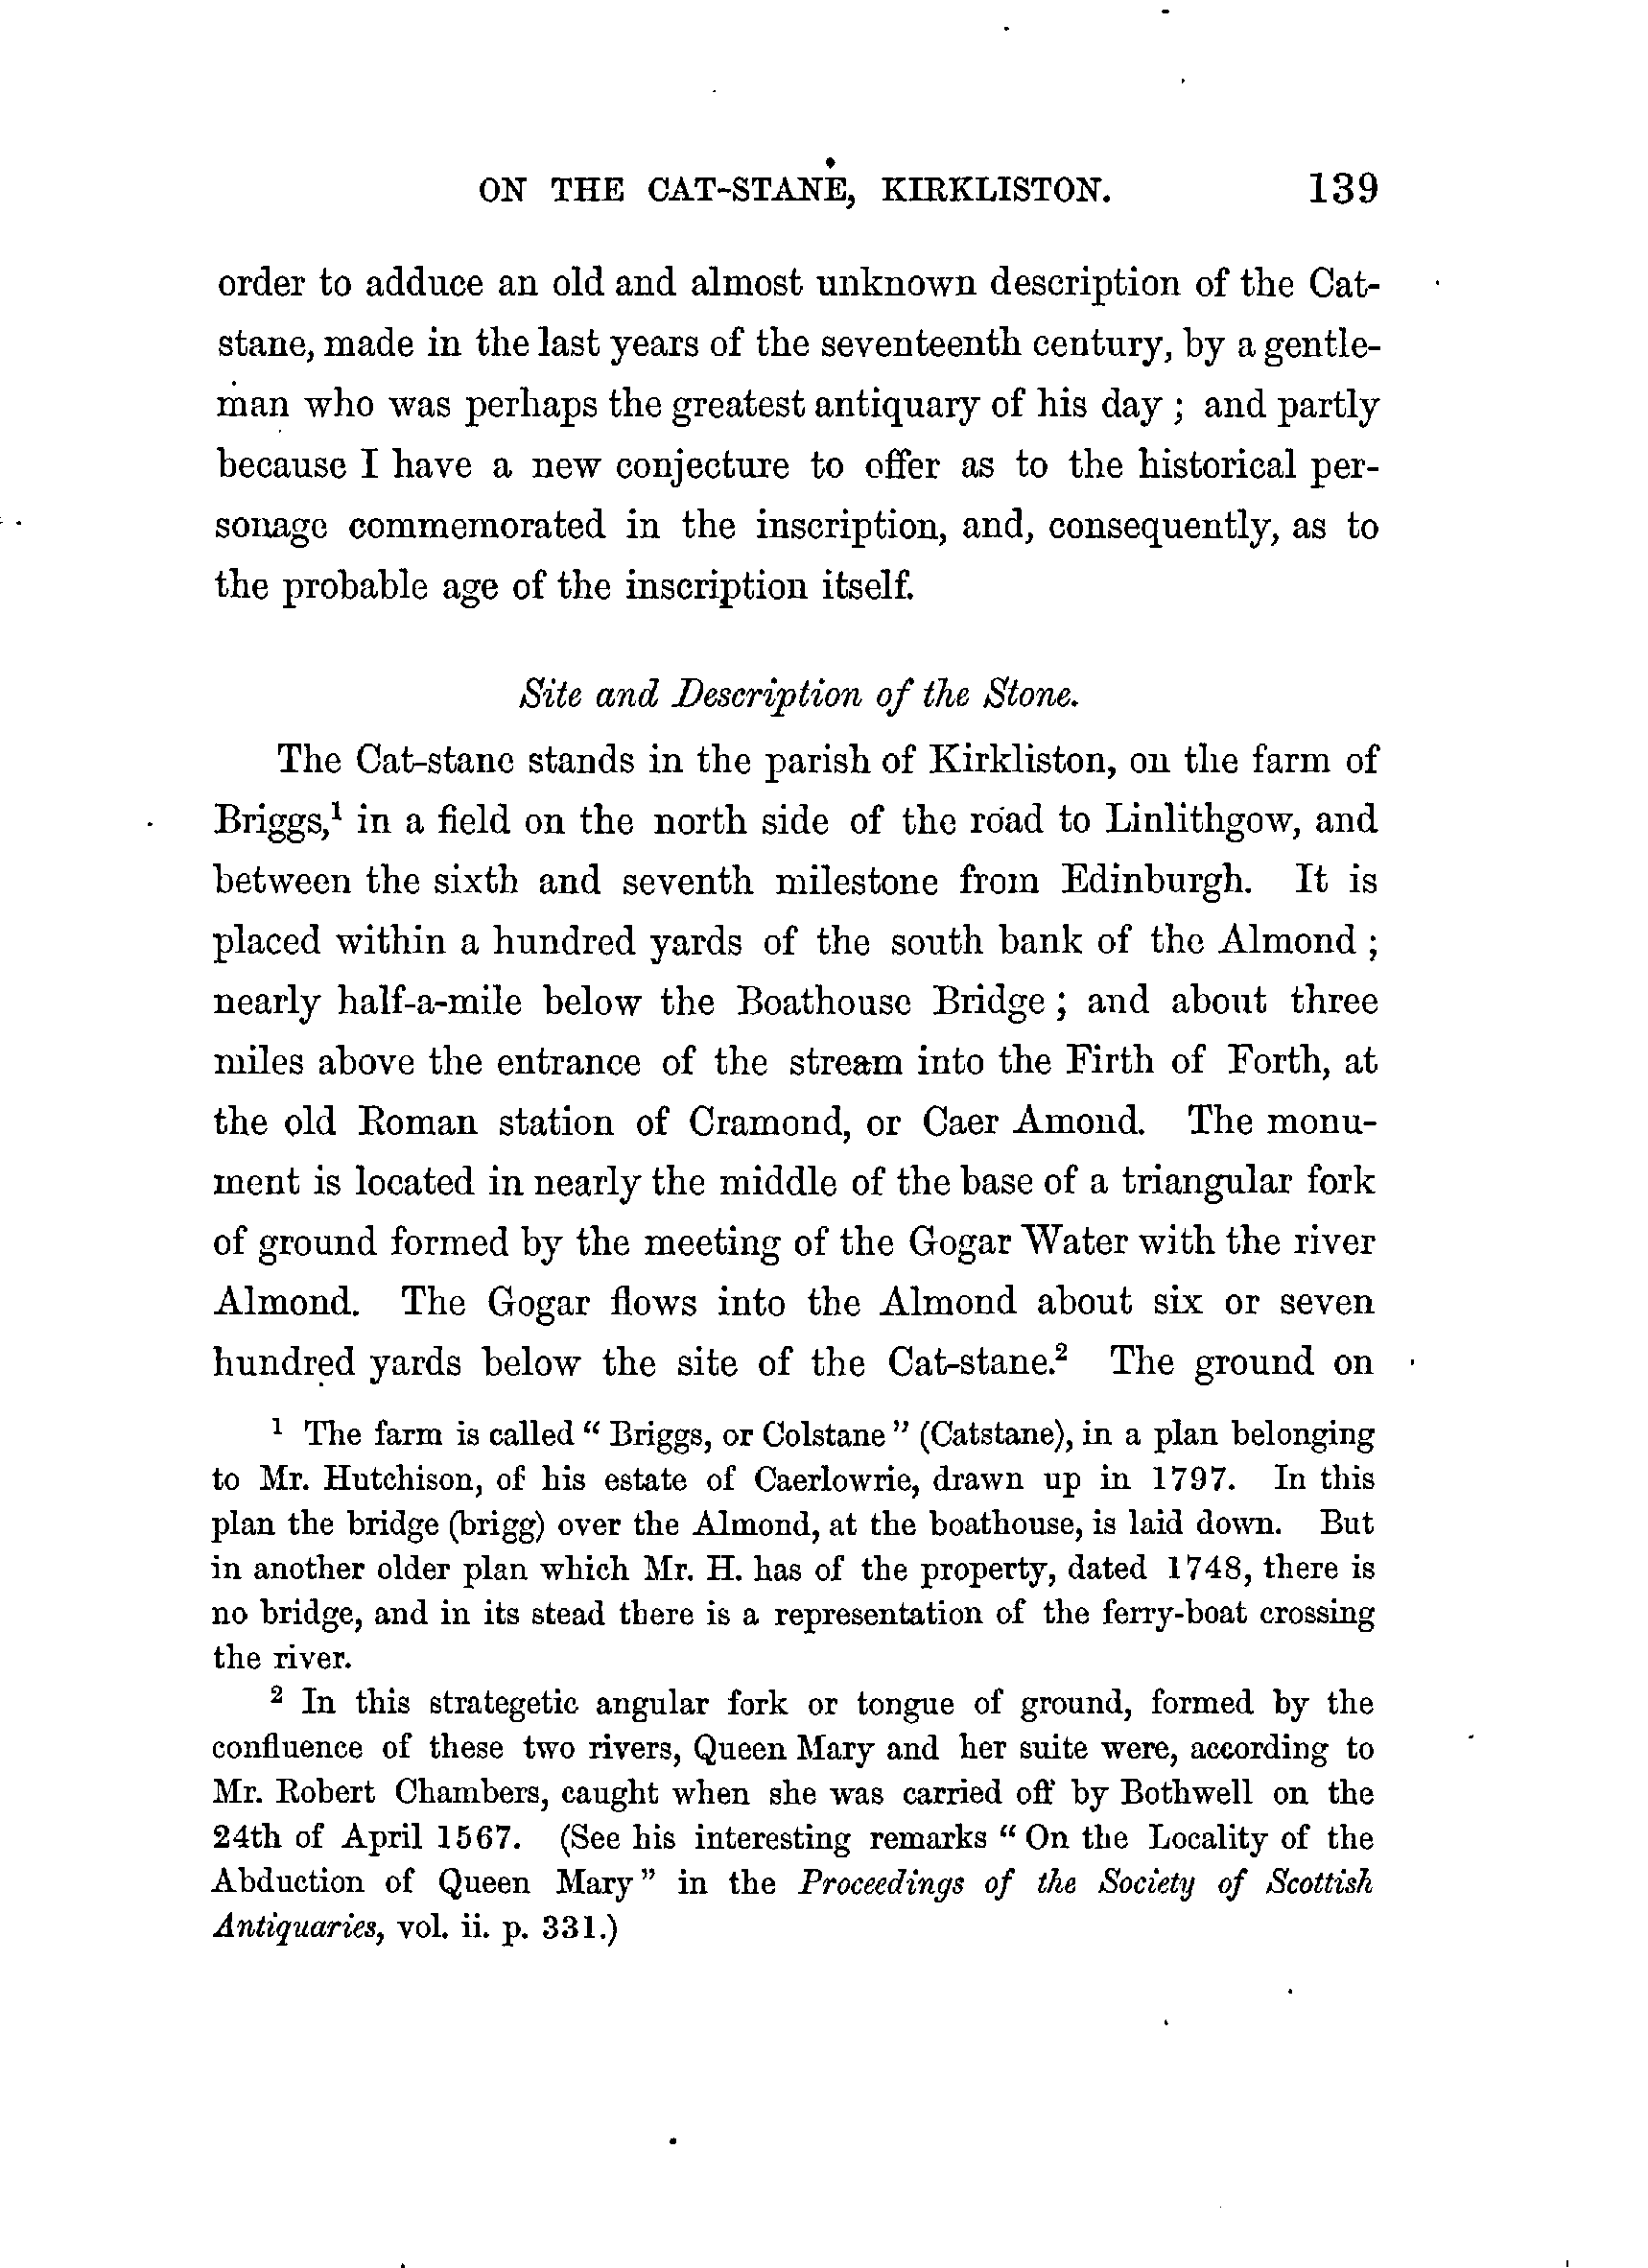 ON THE CAT-STANE, KIRKLISTON. 139
order to adduce an old and almost unknown description of the Cat-
stane, made in the last years of the seventeenth century, by a gentle-
man who was perhaps the greatest antiquary of his day ; and partly
because I have a new conjecture to offer as to the historical per-
sonage commemorated in the inscription, and, consequently, as to
the probable age of the inscription itself.
Site and Description of the Stone.
The Cat-stane stands in the parish of Kirkliston, on the farm of
Briggs,¹ in a field on the north side of the road to Linlithgow, and
between the sixth and seventh milestone from Edinburgh. It is
placed within a hundred yards of the south bank of the Almond ;
nearly half-a-mile below the Boathouse Bridge ; and about three
miles above the entrance of the stream into the Firth of Forth, at
the old Roman station of Cramond, or Caer Amond. The monu-
ment is located in nearly the middle of the base of a triangular fork
of ground formed by the meeting of the Gogar Water with the river
Almond. The Gogar flows into the Almond about six or seven
hundred yards below the site of the Cat-stane.² The ground on
¹ The farm is called “ Briggs, or Colstane ” (Catstane), in a plan belonging
to Mr. Hutchison, of his estate of Caerlowrie, drawn up in 1797. In this
plan the bridge (brigg) over the Almond, at the boathouse, is laid down. But
in another older plan which Mr. H. has of the property, dated 1748, there is
no bridge, and in its stead there is a representation of the ferry-boat crossing
the river.
² In this strategetic angular fork or tongue of ground, formed by the
confluence of these two rivers, Queen Mary and her suite were, according to
Mr. Robert Chambers, caught when she was carried off by Bothwell on the
24th of April 1567. (See his interesting remarks “ On the Locality of the
Abduction of Queen Mary ” in the Proceedings of the Society of Scottish
Antiquaries, vol. ii. p. 331.)